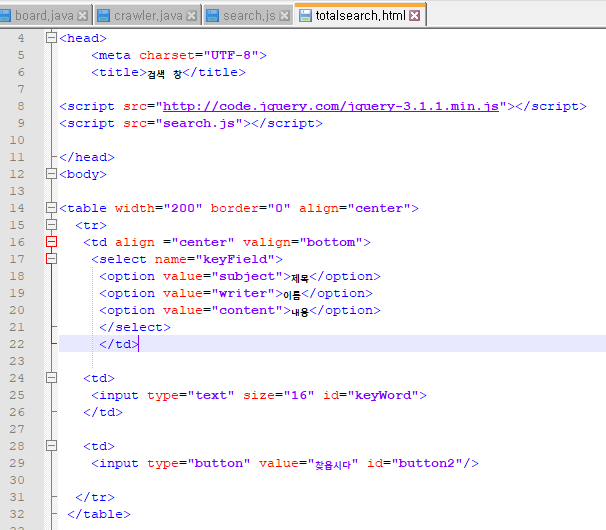 board.java crawler.java search.js totalsearch.html
4 <head>
5 <meta charset="UTF-8">
6 <title>검색 창</title>
7
8 <script src="http://code.jquery.com/jquery-3.1.1.min.js"></script>
9 <script src="search.js"></script>
10
11 </head>
12 <body>
13
14 <table width="200" border="0" align="center">
15 <tr>
16 <td align ="center" valign="bottom">
17 <select name="keyField">
18 <option value="subject">제목</option>
19 <option value="writer">이름</option>
20 <option value="content">내용</option>
21 </select>
22 </td>
23
24 <td>
25 <input type="text" size="16" id="keyWord">
26 </td>
27
28 <td>
29 <input type="button" value="찾읍시다" id="button2"/>
30
31 </tr>
32 </table>